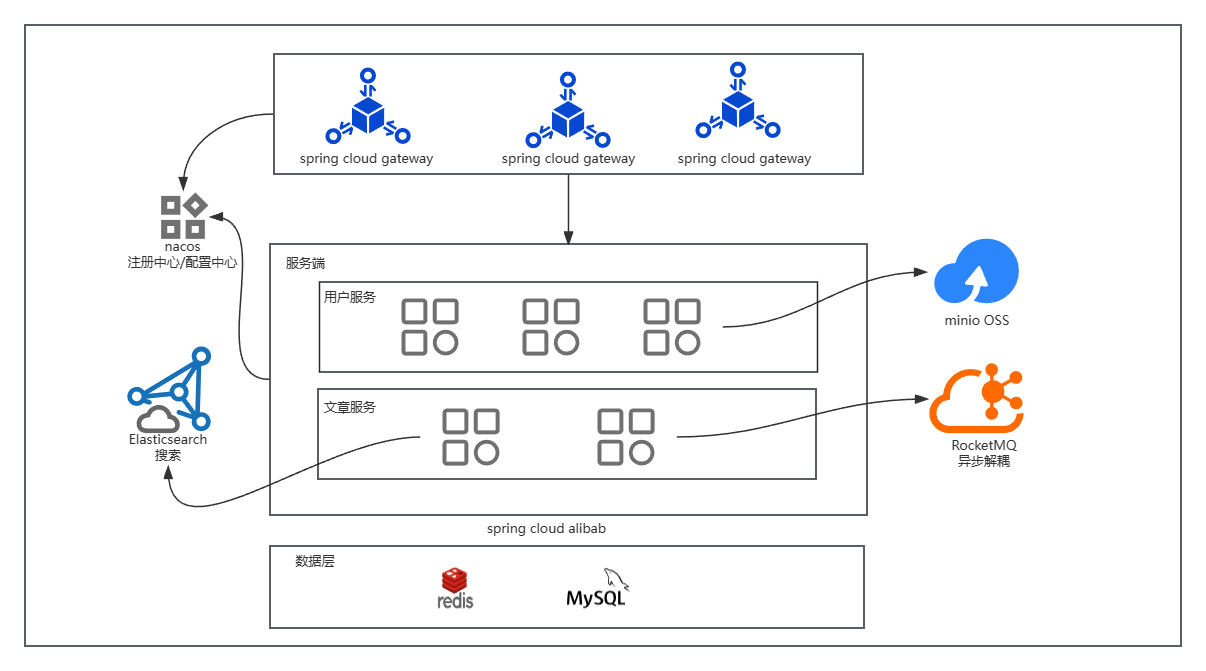 spring cloud gateway
spring cloud gateway
spring cloud gateway
nacos
注册中心/配置中心
服务端
用户服务
minio OSS
文章服务
Elasticsearch
搜索
RocketMQ
异步解耦
spring cloud alibab
数据层
redis
MySQL